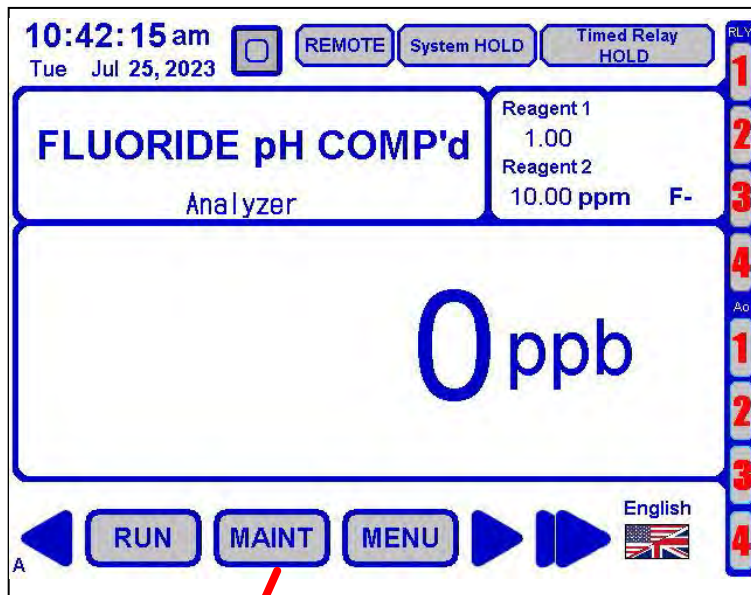 10:42:15 am
Tue Jul 25, 2023
REMOTE
System HOLD
Timed Relay
HOLD
RLY
1
2
3
4
Ao
1
2
3
4
FLUORIDE pH COMP'd
Analyzer
Reagent 1
1.00
Reagent 2
10.00 ppm F-
0 ppb
RUN
MAINT
MENU
English
A